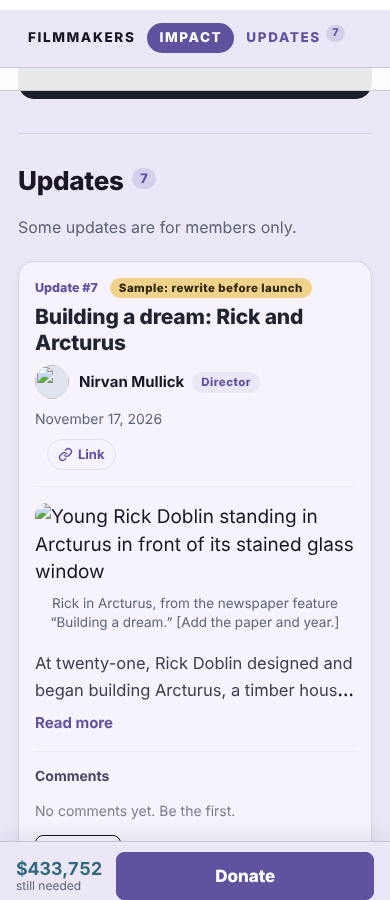 FILMMAKERS IMPACT UPDATES 7
Updates 7
Some updates are for members only.
Update #7 Sample: rewrite before launch
Building a dream: Rick and
Arcturus
Nirvan Mullick Director
November 17, 2026
Link
Young Rick Doblin standing in
Arcturus in front of its stained glass
window
Rick in Arcturus, from the newspaper feature
“Building a dream.” [Add the paper and year.]
At twenty-one, Rick Doblin designed and
began building Arcturus, a timber hous...
Read more
Comments
No comments yet. Be the first.
$433,752
still needed
Donate